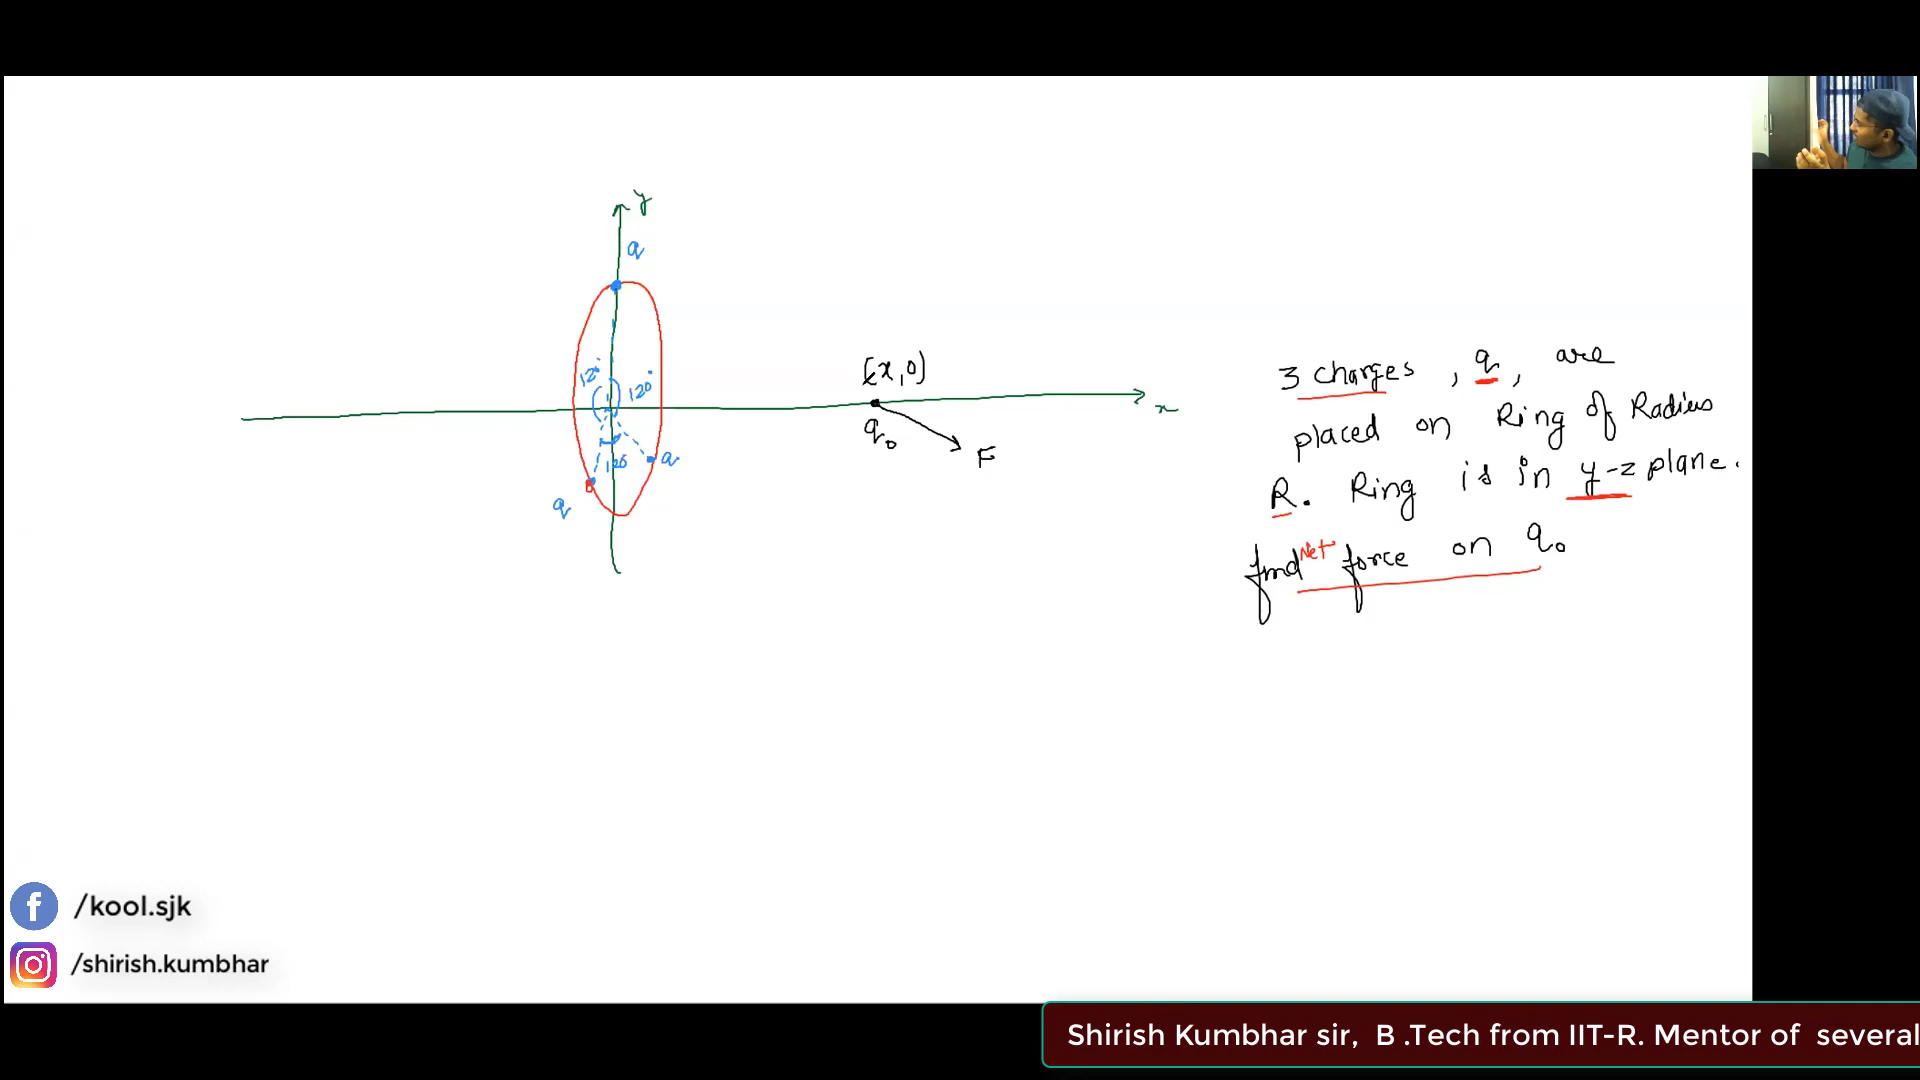 y
q
120°
120°
120
q
q
(x,0)
q₀
F
x
3 charges, q, are
placed on Ring of Radius
R. Ring is in y-z plane.
find Net force on q₀
/kool.sjk
/shirish.kumbhar
Shirish Kumbhar sir, B .Tech from IIT-R. Mentor of several